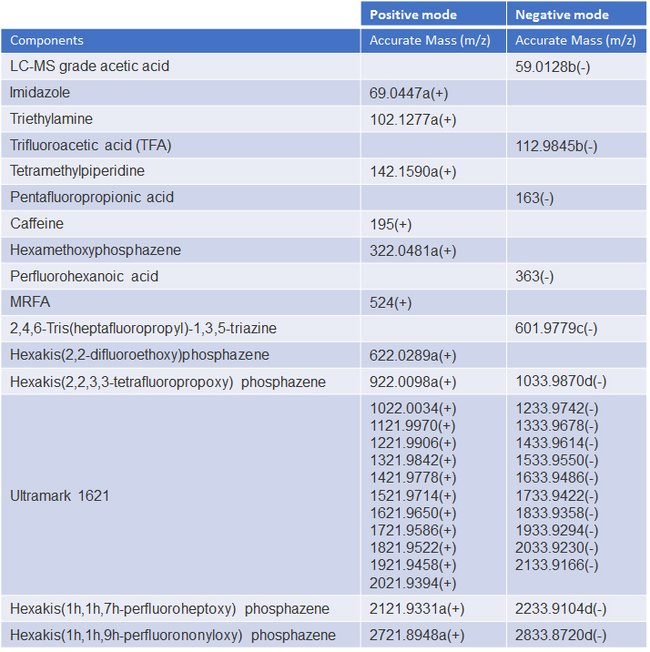 Positive mode Negative mode
Components Accurate Mass (m/z) Accurate Mass (m/z)
LC-MS grade acetic acid 59.0128b(-)
Imidazole 69.0447a(+)
Triethylamine 102.1277a(+)
Trifluoroacetic acid (TFA) 112.9845b(-)
Tetramethylpiperidine 142.1590a(+)
Pentafluoropropionic acid 163(-)
Caffeine 195(+)
Hexamethoxyphosphazene 322.0481a(+)
Perfluorohexanoic acid 363(-)
MRFA 524(+)
2,4,6-Tris(heptafluoropropyl)-1,3,5-triazine 601.9779c(-)
Hexakis(2,2-difluoroethoxy)phosphazene 622.0289a(+)
Hexakis(2,2,3,3-tetrafluoropropoxy) phosphazene 922.0098a(+) 1033.9870d(-)
Ultramark 1621
1022.0034(+) 1233.9742(-)
1121.9970(+) 1333.9678(-)
1221.9906(+) 1433.9614(-)
1321.9842(+) 1533.9550(-)
1421.9778(+) 1633.9486(-)
1521.9714(+) 1733.9422(-)
1621.9650(+) 1833.9358(-)
1721.9586(+) 1933.9294(-)
1821.9522(+) 2033.9230(-)
1921.9458(+) 2133.9166(-)
2021.9394(+)
Hexakis(1h,1h,7h-perfluoroheptoxy) phosphazene 2121.9331a(+) 2233.9104d(-)
Hexakis(1h,1h,9h-perfluorononyloxy) phosphazene 2721.8948a(+) 2833.8720d(-)